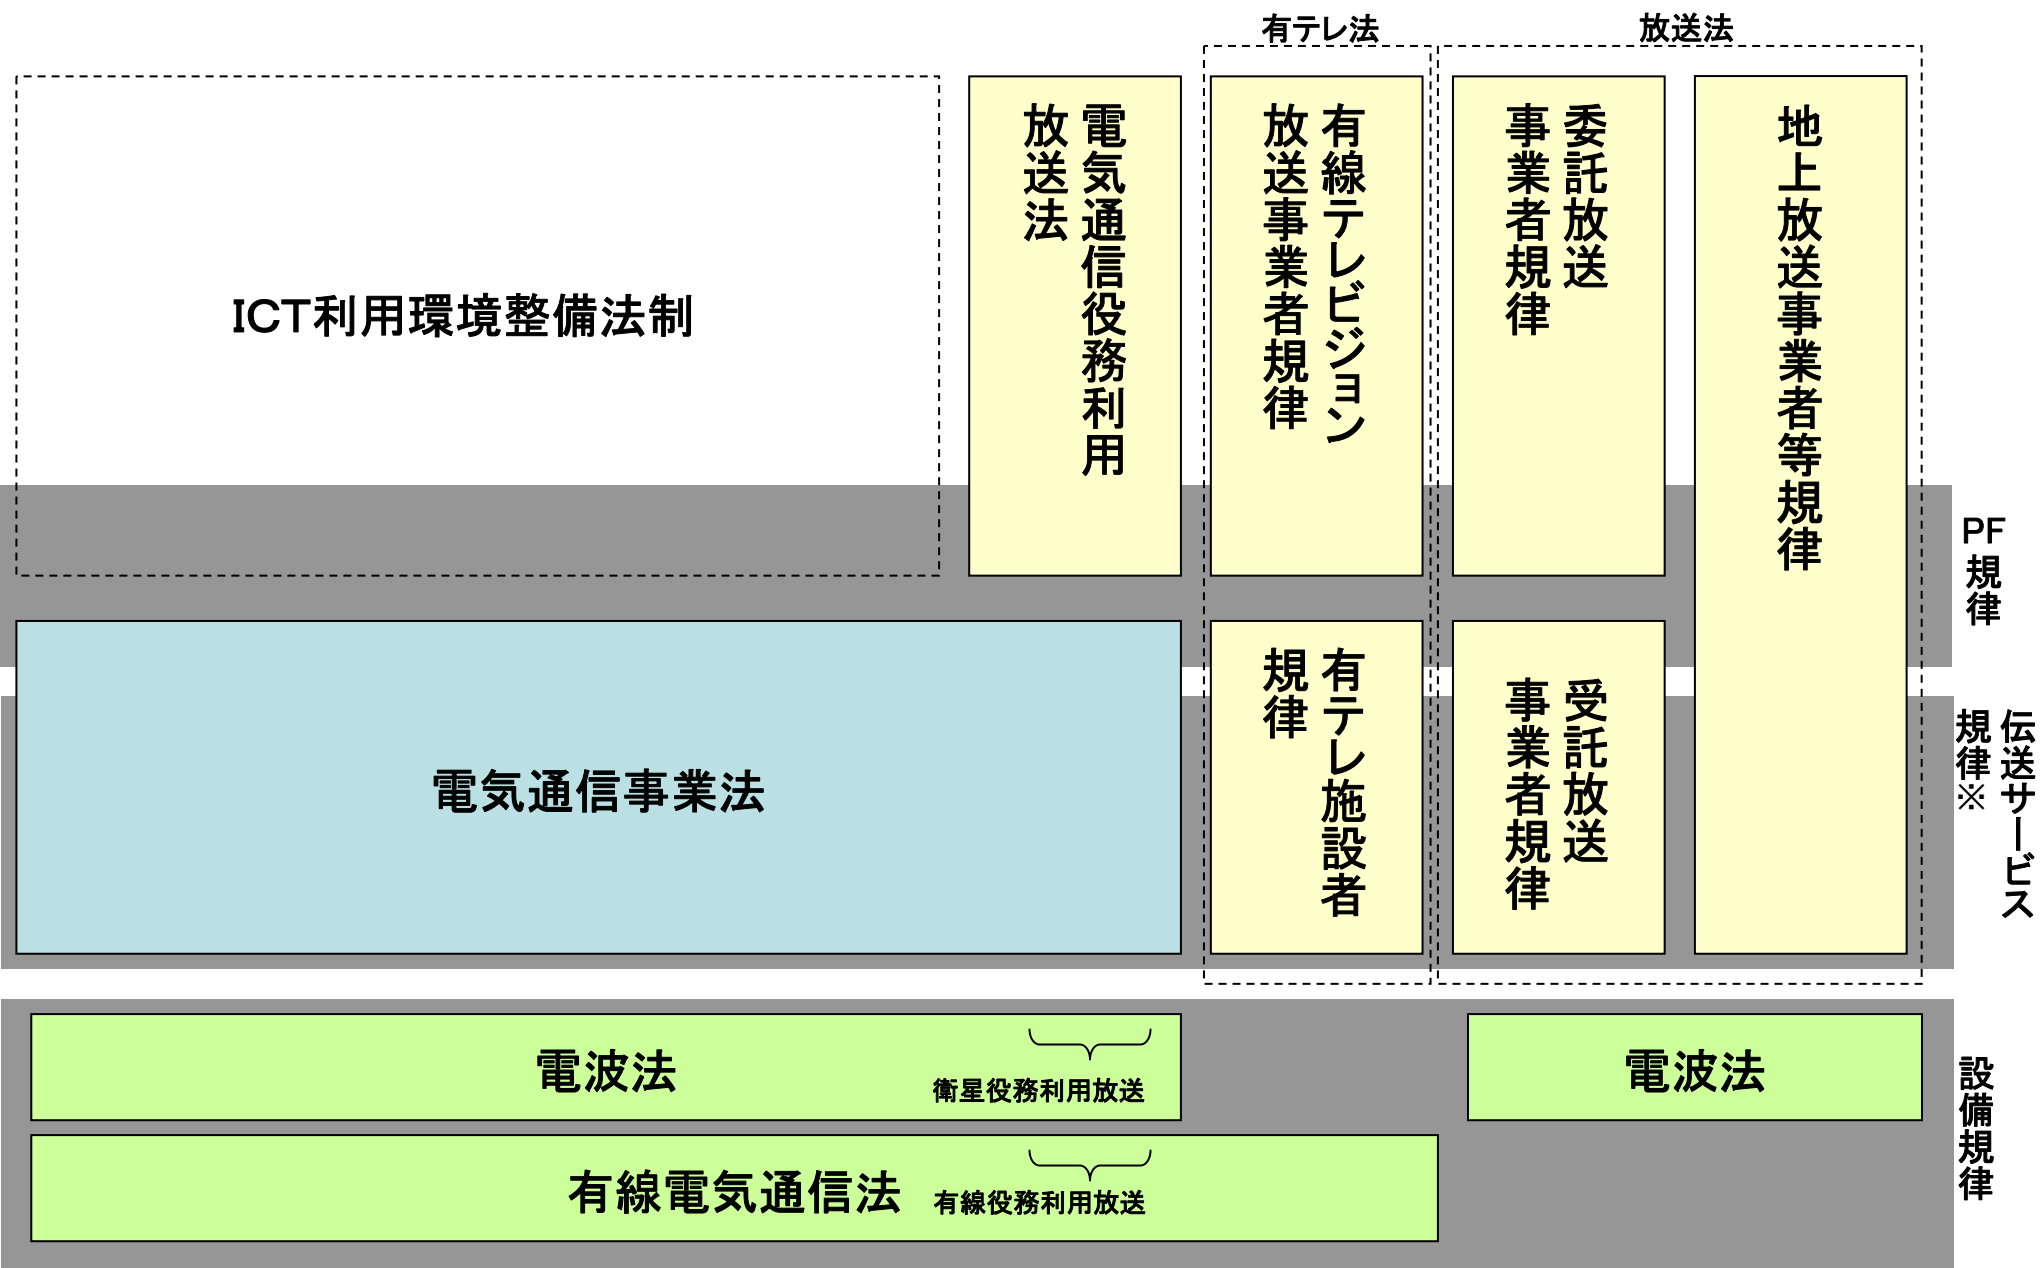 有テレ法
放送法
ICT利用環境整備法制
電気通信役務利用
放送法
有線テレビジョン
放送事業者規律
委託放送
事業者規律
地上放送事業者等規律
PF
規律
電気通信事業法
有テレ施設者
規律
受託放送
事業者規律
伝送サービス
規律※
電波法
衛星役務利用放送
電波法
有線電気通信法
有線役務利用放送
設備規律